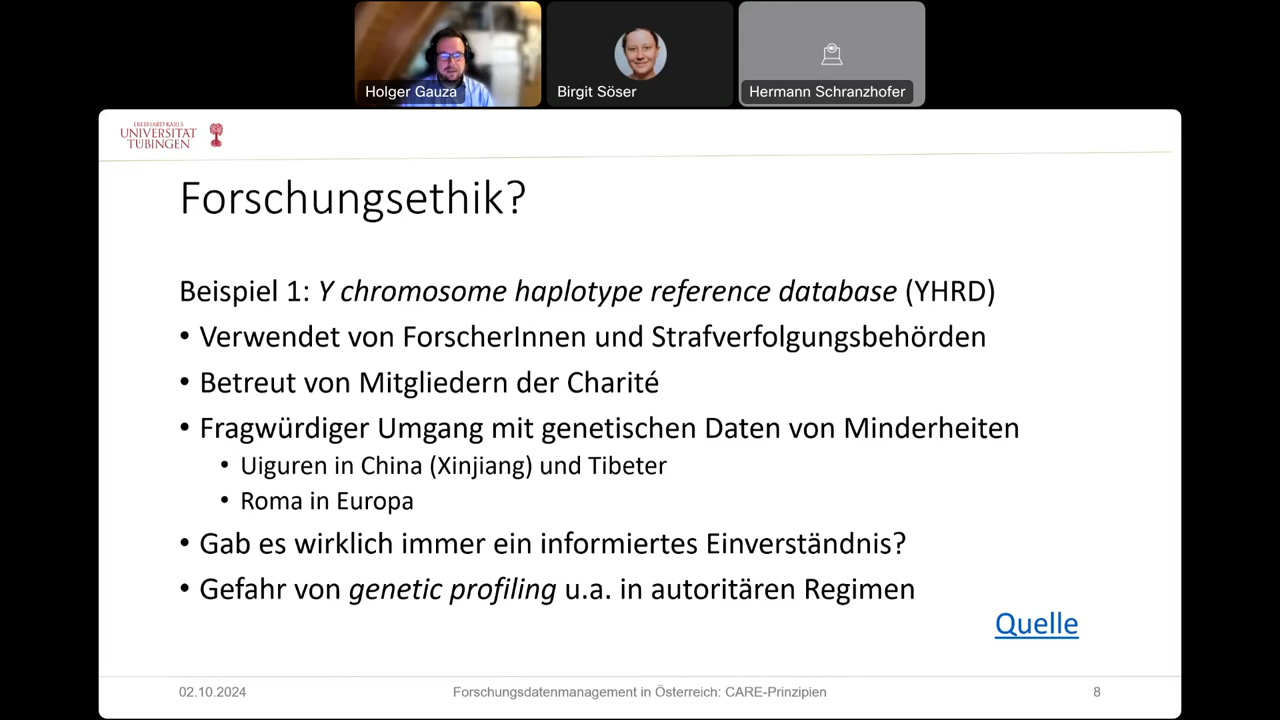 Holger Gauza
Birgit Söser
Hermann Schranzhofer
EBERHARD KARLS
UNIVERSITÄT
TÜBINGEN
Forschungsethik?
Beispiel 1: Y chromosome haplotype reference database (YHRD)
• Verwendet von ForscherInnen und Strafverfolgungsbehörden
• Betreut von Mitgliedern der Charité
• Fragwürdiger Umgang mit genetischen Daten von Minderheiten
• Uiguren in China (Xinjiang) und Tibeter
• Roma in Europa
• Gab es wirklich immer ein informiertes Einverständnis?
• Gefahr von genetic profiling u.a. in autoritären Regimen
Quelle
02.10.2024
Forschungsdatenmanagement in Österreich: CARE-Prinzipien
8